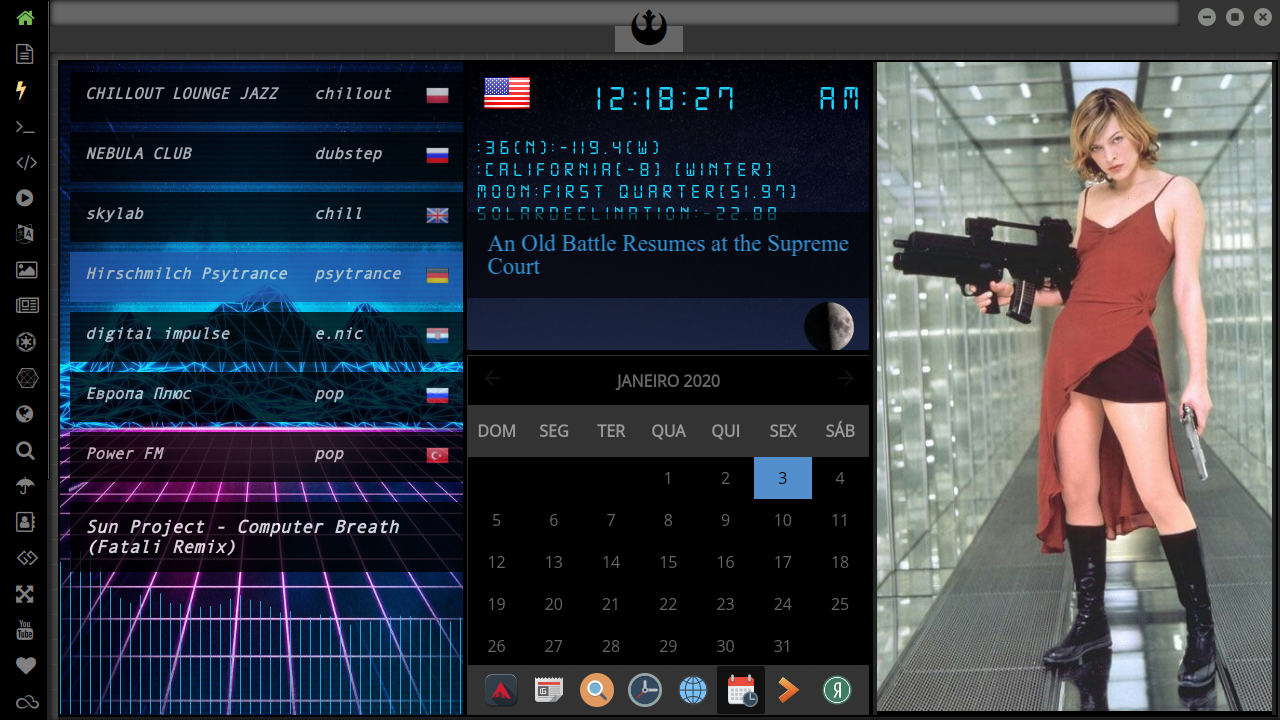 CHILLOUT LOUNGE JAZZ chillout
NEBULA CLUB dubstep
skylab chill
Hirschmilch Psytrance psytrance
digital impulse e.nic
Европа Плюс pop
Power FM pop
Sun Project - Computer Breath
(Fatali Remix)
12:18:27 AM
:36(N):-119.4(W)
:CALIFORNIA(-8) (WINTER)
MOON:FIRST QUARTER(51.97)
SOLARDECLINATION:-22.88
An Old Battle Resumes at the Supreme
Court
JANEIRO 2020
DOM SEG TER QUA QUI SEX SÁB
1 2 3 4
5 6 7 8 9 10 11
12 13 14 15 16 17 18
19 20 21 22 23 24 25
26 27 28 29 30 31
You
Tube
Я